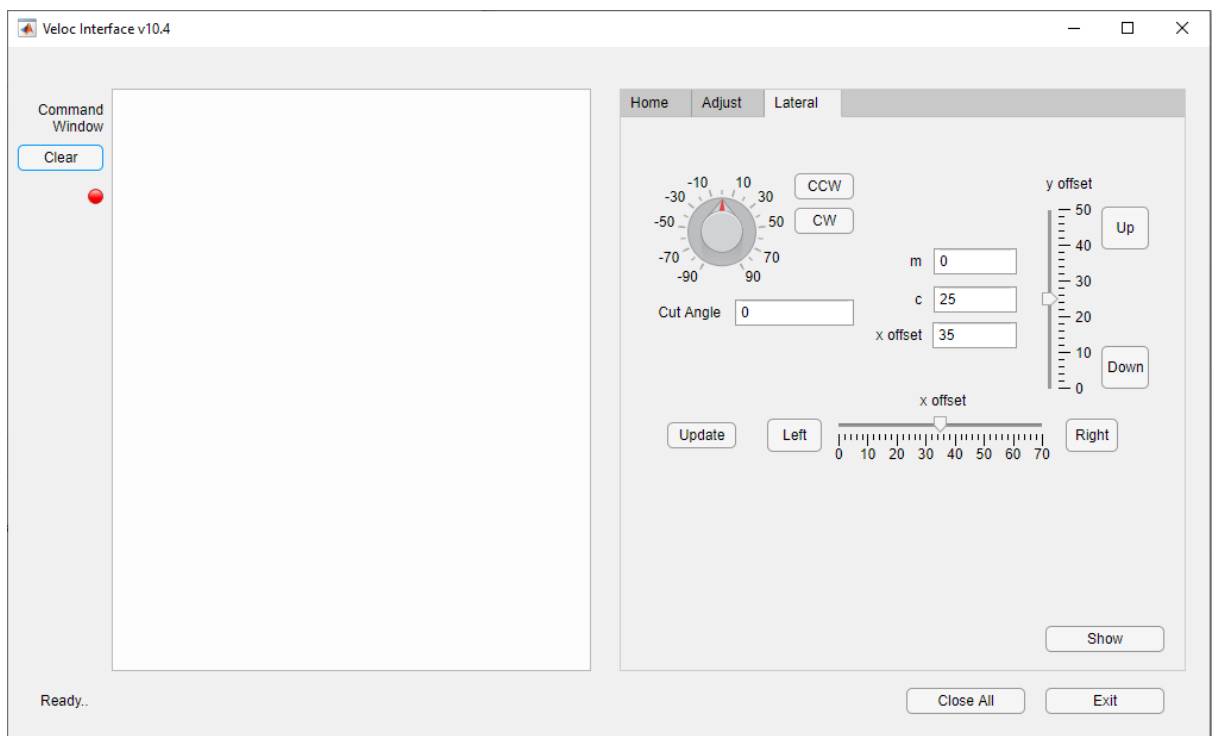 Veloc Interface v10.4
Command
Window
Clear
Home Adjust Lateral
-10 10
-30 30
-50 50
-70 70
-90 90
CCW
CW
Cut Angle 0
m 0
c 25
x offset 35
y offset
50
40
30
20
10
0
Up
Down
x offset
Update
Left
0 10 20 30 40 50 60 70
Right
Show
Ready..
Close All
Exit